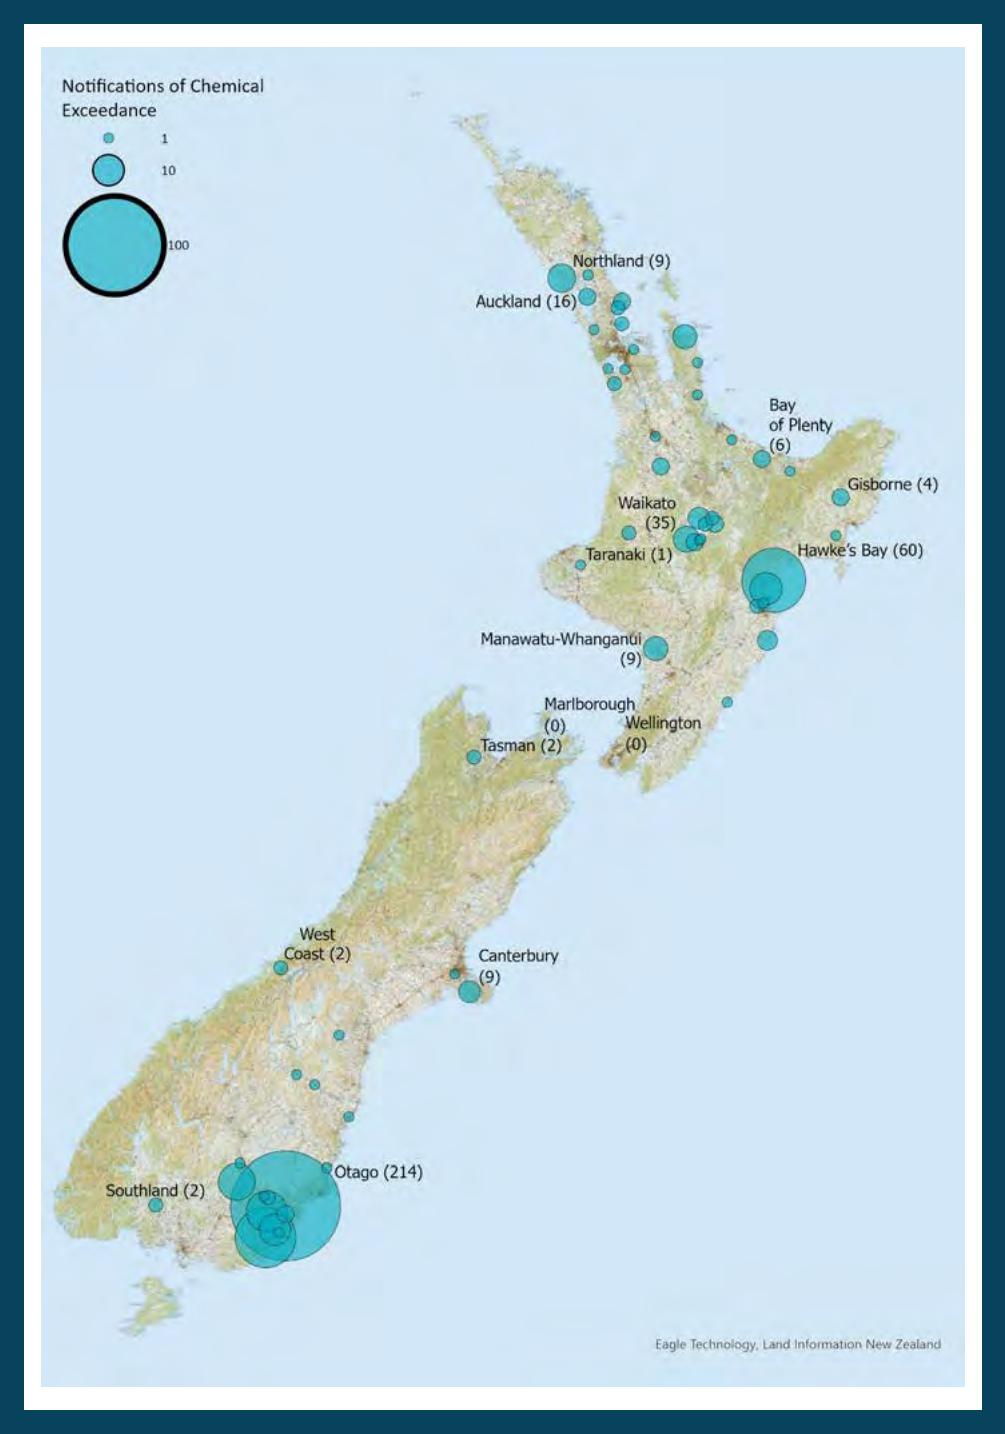 Notifications of Chemical
Exceedance
1
10
100
Northland (9)
Auckland (16)
Bay
of Plenty
(6)
Gisborne (4)
Waikato
(35)
Hawke's Bay (60)
Taranaki (1)
Manawatu-Whanganui
(9)
Marlborough
(0)
Wellington
(0)
Tasman (2)
West
Coast (2)
Canterbury
(9)
Otago (214)
Southland (2)
Eagle Technology, Land Information New Zealand